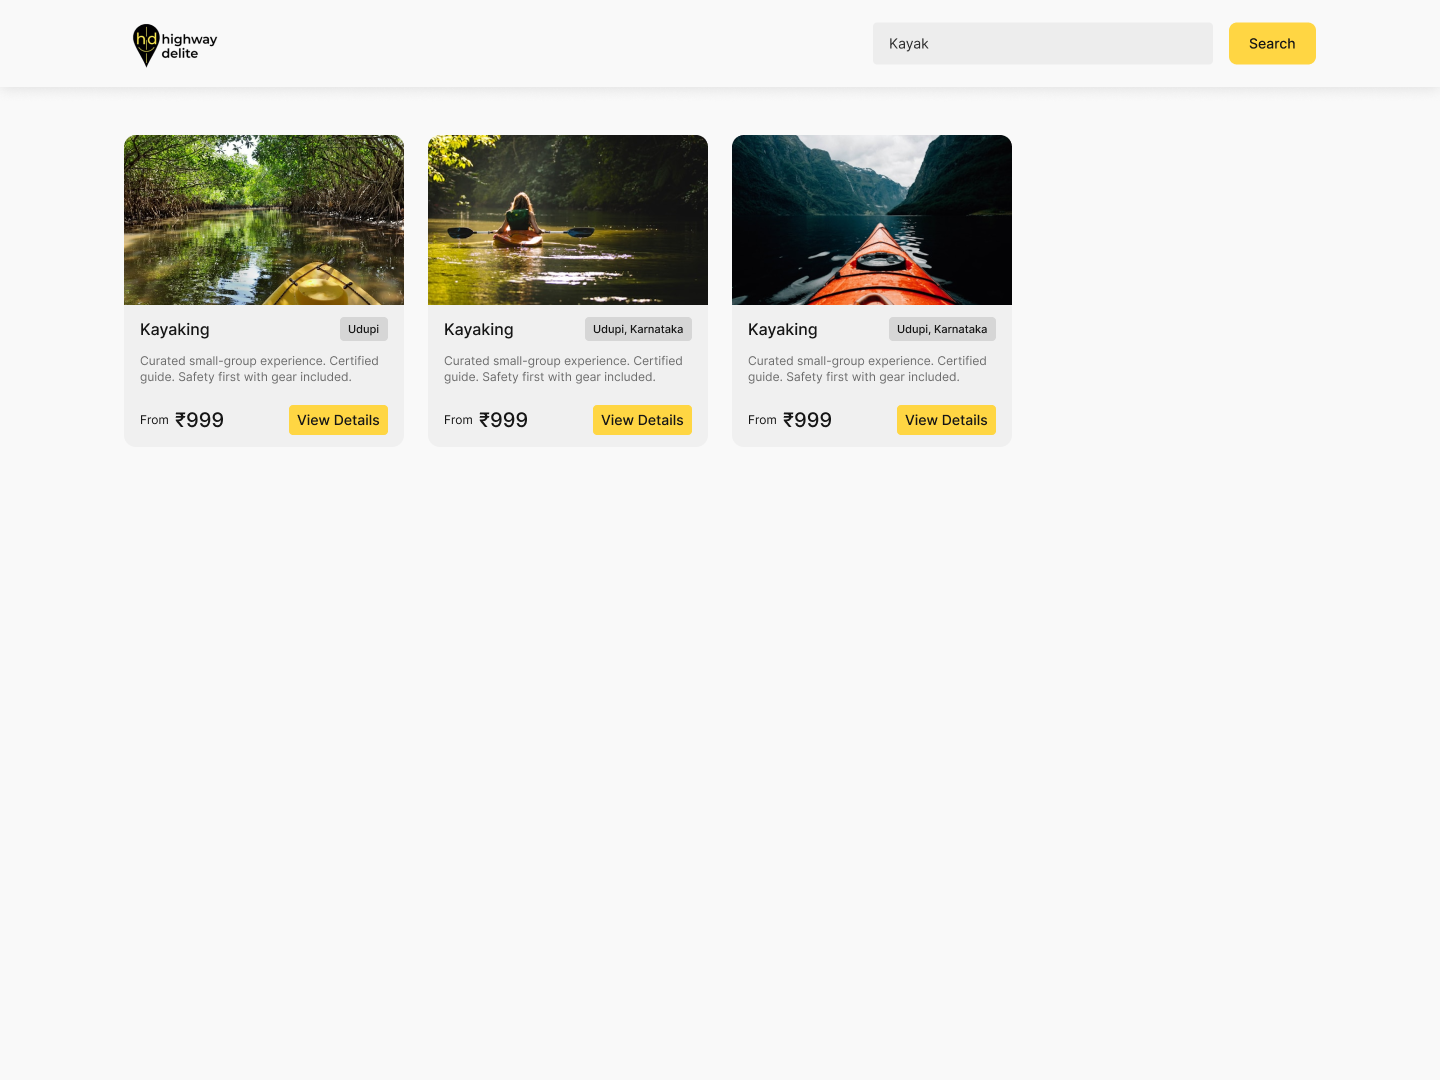 hd highway
delite
Kayak
Search
Kayaking
Udupi
Curated small-group experience. Certified
guide. Safety first with gear included.
From ₹999
View Details
Kayaking
Udupi, Karnataka
Curated small-group experience. Certified
guide. Safety first with gear included.
From ₹999
View Details
Kayaking
Udupi, Karnataka
Curated small-group experience. Certified
guide. Safety first with gear included.
From ₹999
View Details